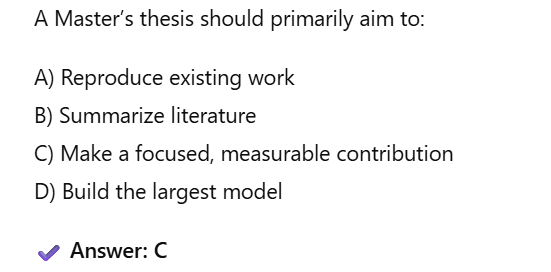 A Master’s thesis should primarily aim to:
A) Reproduce existing work
B) Summarize literature
C) Make a focused, measurable contribution
D) Build the largest model
Answer: C